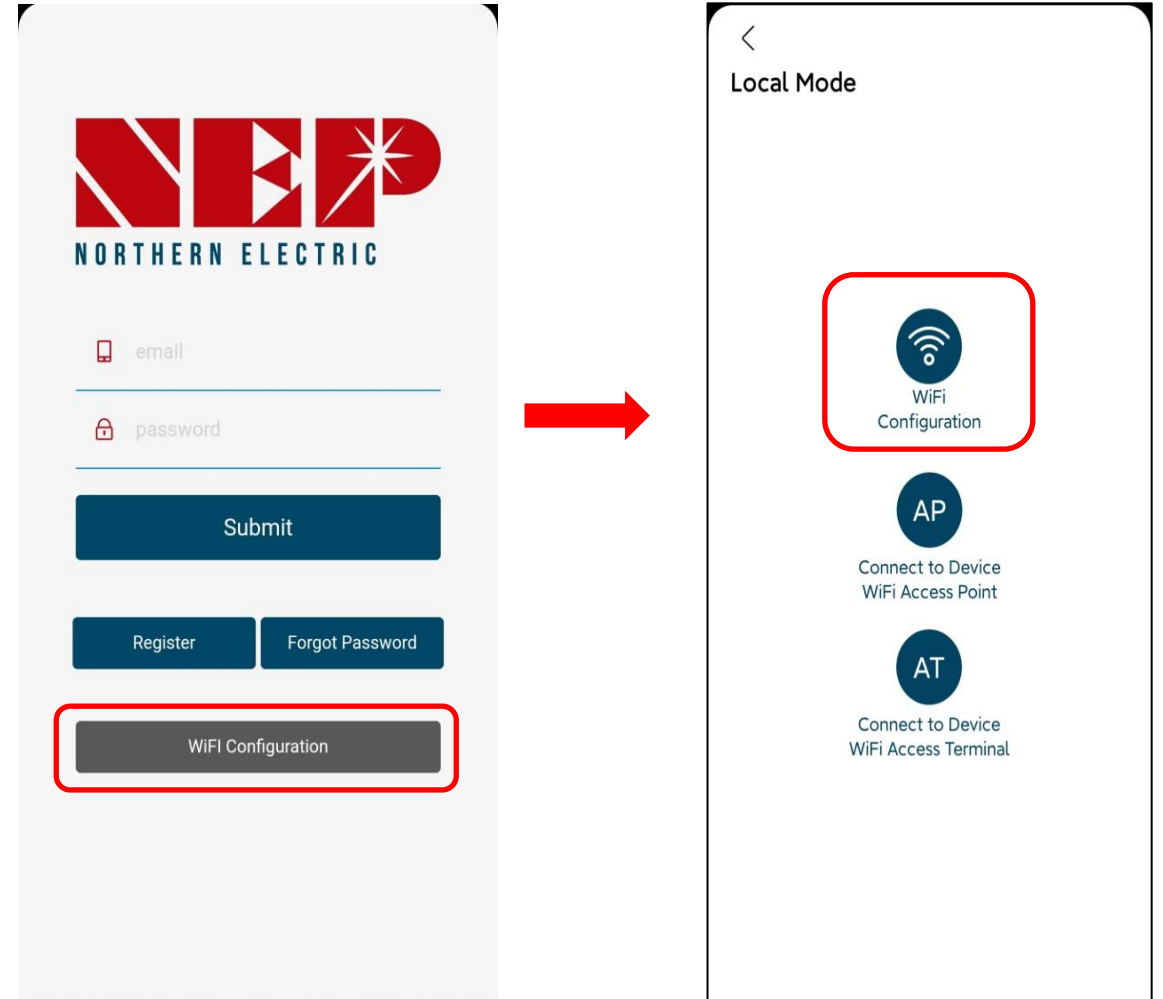 NEP
NORTHERN ELECTRIC
email
password
Submit
Register
Forgot Password
WiFI Configuration
Local Mode
WiFi
Configuration
AP
Connect to Device
WiFi Access Point
AT
Connect to Device
WiFi Access Terminal